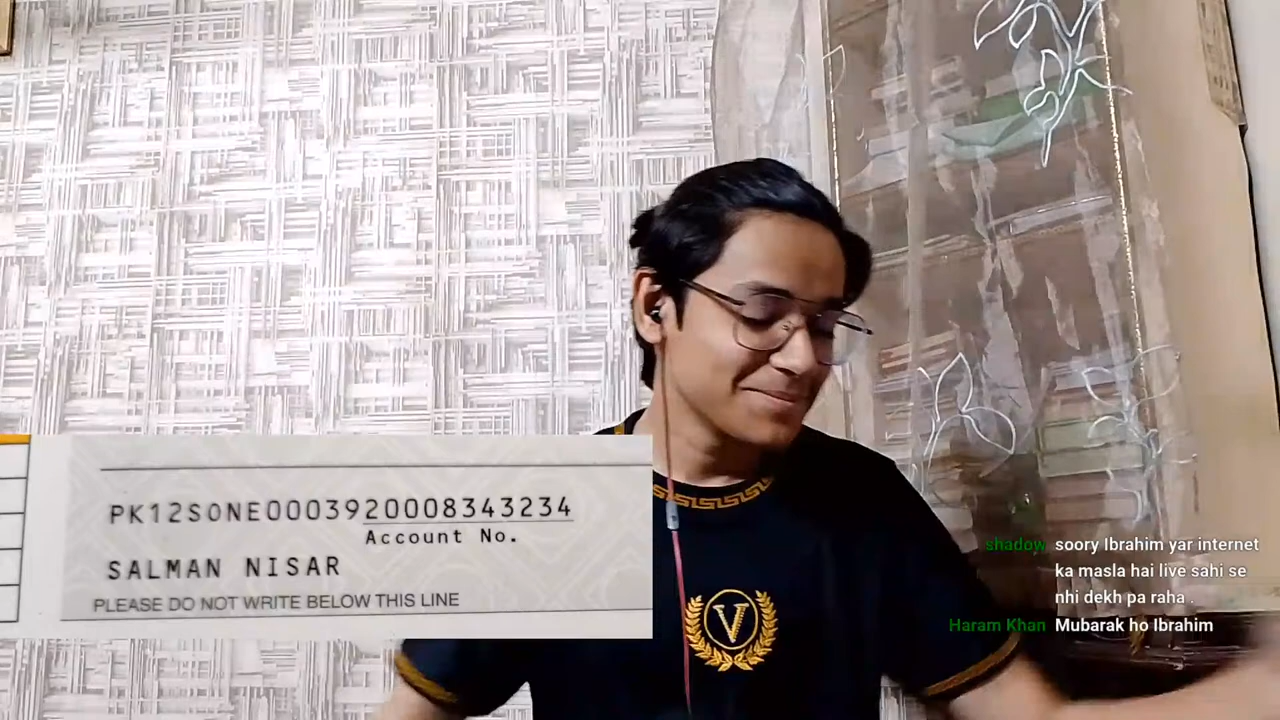 PK12SONE0003920008343234
Account No.
SALMAN NISAR
PLEASE DO NOT WRITE BELOW THIS LINE
V
shadow soory Ibrahim yar internet
ka masla hai live sahi se
nhi dekh pa raha .
Haram Khan Mubarak ho Ibrahim